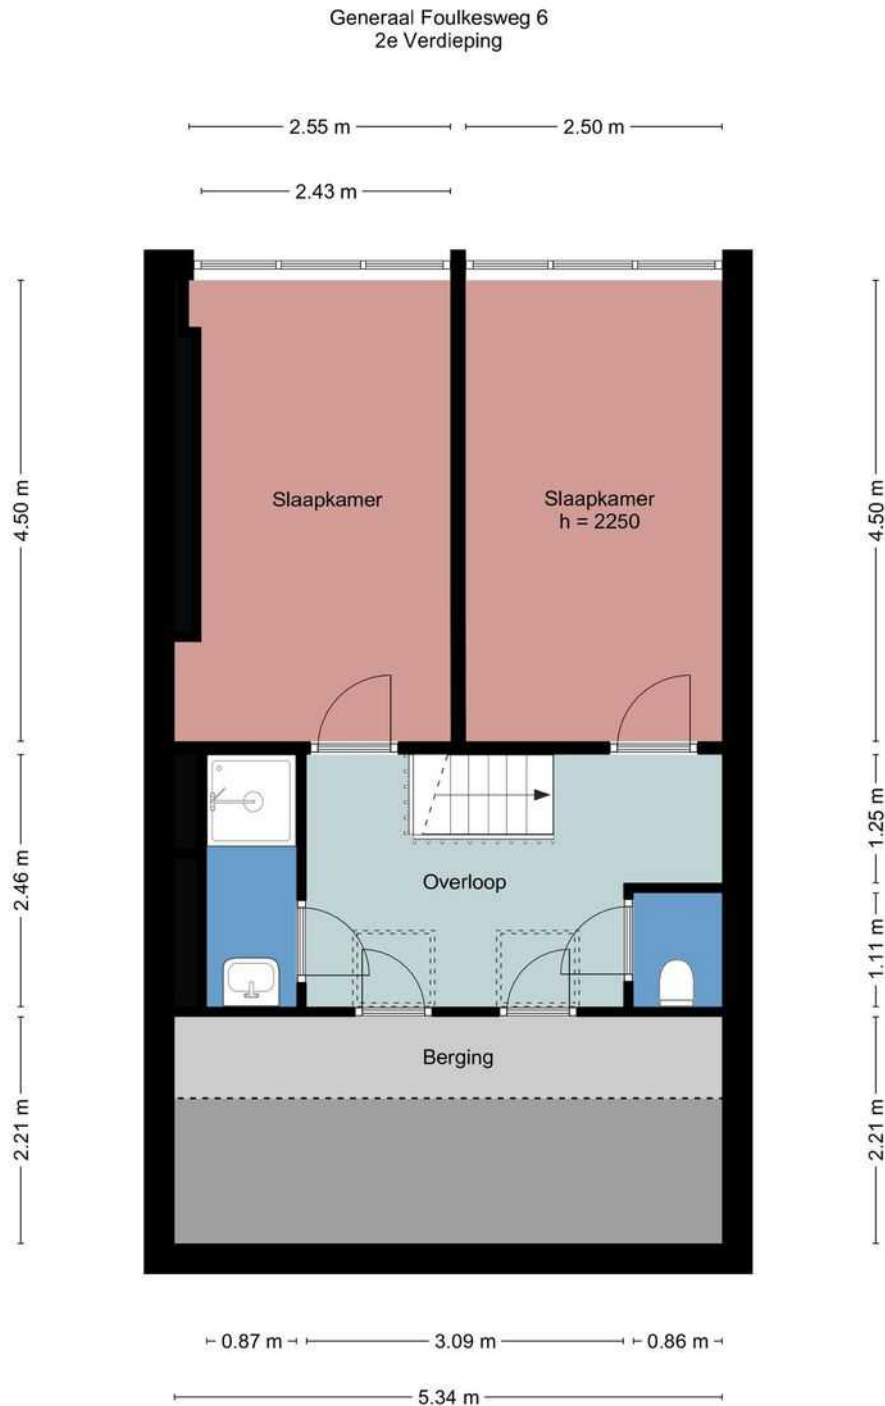 Generaal Foulkesweg 6
2e Verdieping
2.55 m
2.50 m
2.43 m
4.50 m
4.50 m
Slaapkamer
Slaapkamer
h = 2250
2.46 m
1.25 m
Overloop
1.11 m
Berging
2.21 m
2.21 m
0.87 m
3.09 m
0.86 m
5.34 m